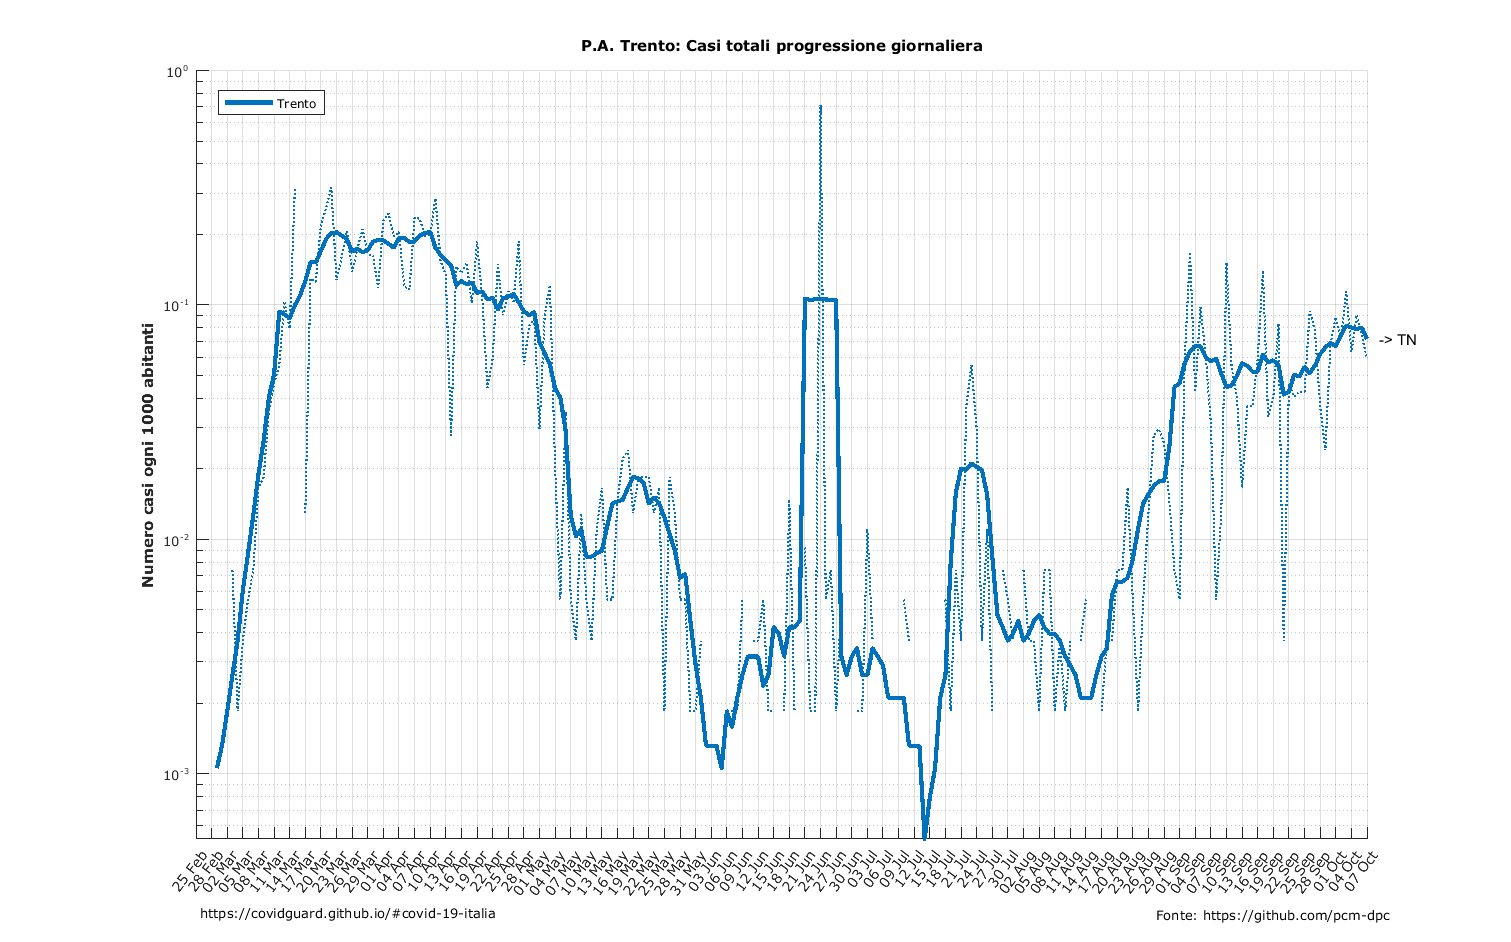 P.A. Trento: Casi totali progressione giornaliera
10^0
10^-1
10^-2
10^-3
Numero casi ogni 1000 abitanti
Trento
-> TN
25 Feb
28 Feb
02 Mar
05 Mar
08 Mar
11 Mar
14 Mar
17 Mar
20 Mar
23 Mar
26 Mar
29 Mar
01 Apr
04 Apr
07 Apr
10 Apr
13 Apr
16 Apr
19 Apr
22 Apr
25 Apr
28 Apr
01 May
04 May
07 May
10 May
13 May
16 May
19 May
22 May
25 May
28 May
31 May
03 Jun
06 Jun
09 Jun
12 Jun
15 Jun
18 Jun
21 Jun
24 Jun
27 Jun
30 Jun
03 Jul
06 Jul
09 Jul
12 Jul
15 Jul
18 Jul
21 Jul
24 Jul
27 Jul
30 Jul
02 Aug
05 Aug
08 Aug
11 Aug
14 Aug
17 Aug
20 Aug
23 Aug
26 Aug
29 Aug
01 Sep
04 Sep
07 Sep
10 Sep
13 Sep
16 Sep
19 Sep
22 Sep
25 Sep
28 Sep
01 Oct
04 Oct
07 Oct
https://covidguard.github.io/#covid-19-italia
Fonte: https://github.com/pcm-dpc